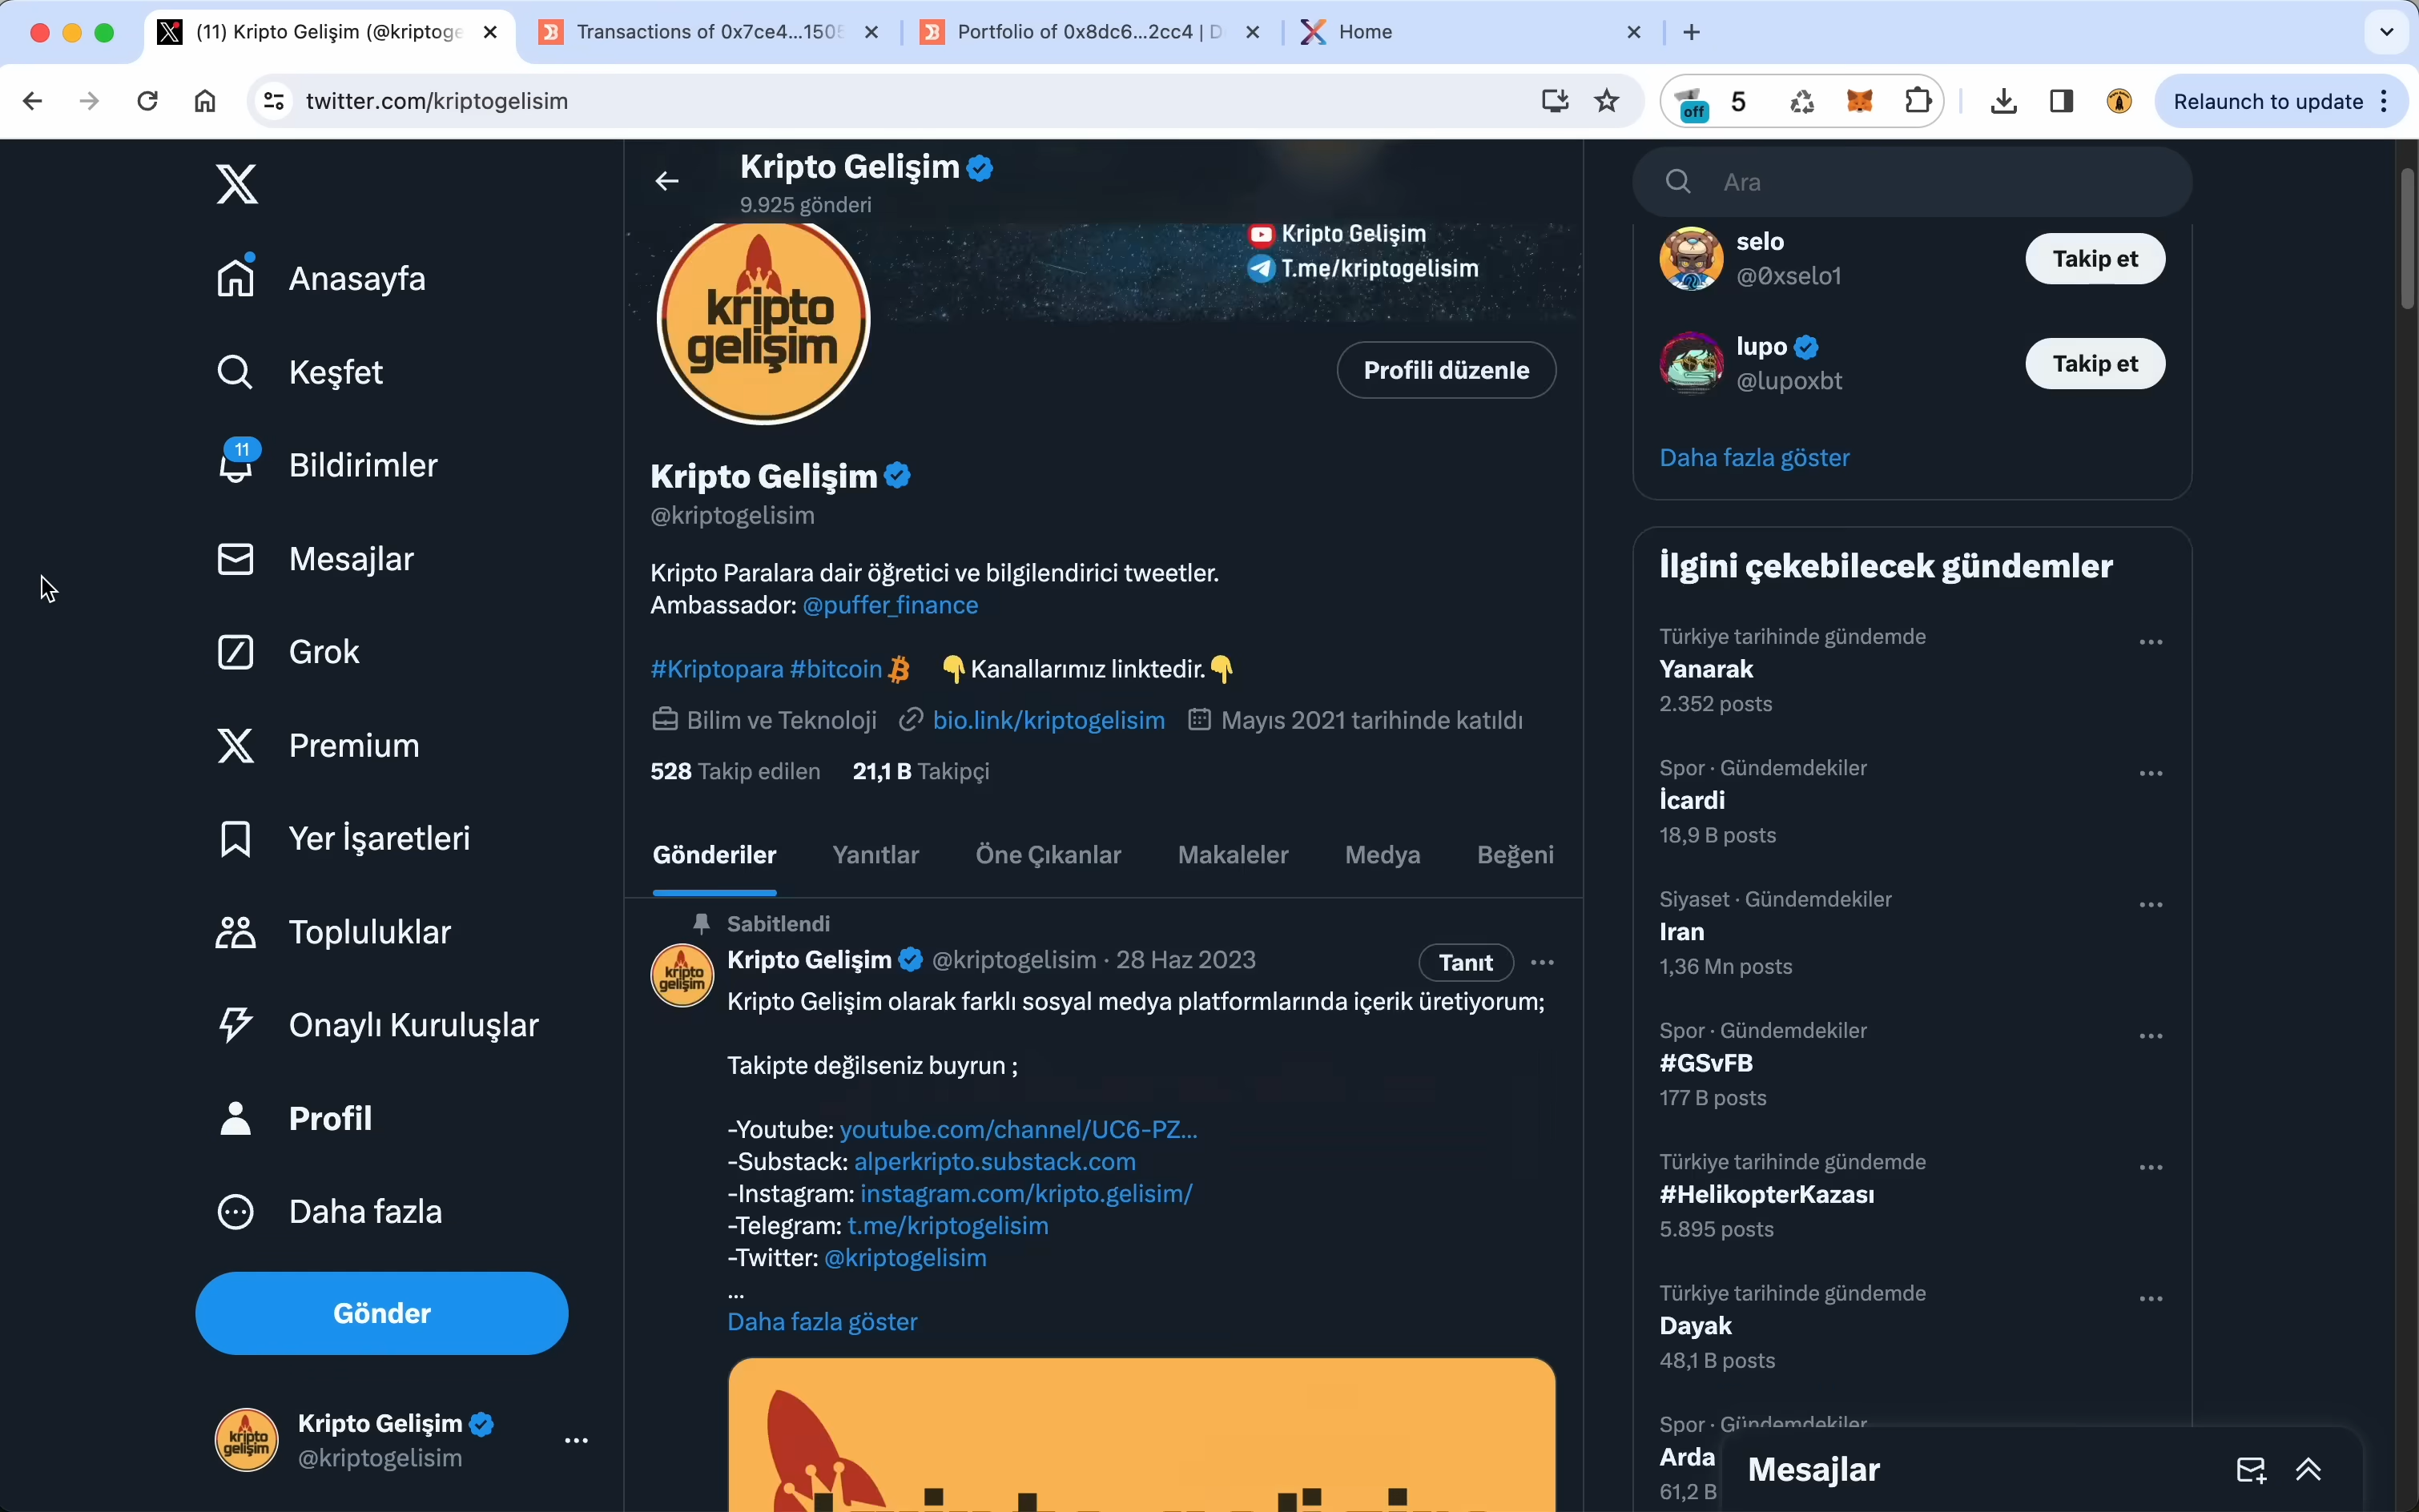 (11) Kripto Gelişim (@kriptoge
Transactions of 0x7ce4...1505
Portfolio of 0x8dc6...2cc4 | D
Home
twitter.com/kriptogelisim
off
5
Relaunch to update
Anasayfa
Keşfet
11
Bildirimler
Mesajlar
Grok
Premium
Yer İşaretleri
Topluluklar
Onaylı Kuruluşlar
Profil
Daha fazla
Gönder
kripto
gelişim
Kripto Gelişim
@kriptogelisim
Kripto Gelişim
9.925 gönderi
Kripto Gelişim
T.me/kriptogelisim
kripto
gelişim
Profili düzenle
Kripto Gelişim
@kriptogelisim
Kripto Paralara dair öğretici ve bilgilendirici tweetler.
Ambassador: @puffer_finance
#Kriptopara #bitcoin 👇Kanallarımız linktedir.👇
Bilim ve Teknoloji bio.link/kriptogelisim Mayıs 2021 tarihinde katıldı
528 Takip edilen 21,1 B Takipçi
Gönderiler Yanıtlar Öne Çıkanlar Makaleler Medya Beğeni
Sabitlendi
kripto
gelişim
Kripto Gelişim @kriptogelisim · 28 Haz 2023
Tanıt
Kripto Gelişim olarak farklı sosyal medya platformlarında içerik üretiyorum;
Takipte değilseniz buyrun ;
-Youtube: youtube.com/channel/UC6-PZ...
-Substack: alperkripto.substack.com
-Instagram: instagram.com/kripto.gelisim/
-Telegram: t.me/kriptogelisim
-Twitter: @kriptogelisim
...
Daha fazla göster
Ara
selo
@0xselo1
Takip et
lupo
@lupoxbt
Takip et
Daha fazla göster
İlgini çekebilecek gündemler
Türkiye tarihinde gündemde
Yanarak
2.352 posts
Spor · Gündemdekiler
İcardi
18,9 B posts
Siyaset · Gündemdekiler
Iran
1,36 Mn posts
Spor · Gündemdekiler
#GSvFB
177 B posts
Türkiye tarihinde gündemde
#HelikopterKazası
5.895 posts
Türkiye tarihinde gündemde
Dayak
48,1 B posts
Spor · Gündemdekiler
Arda
61,2 B
Mesajlar